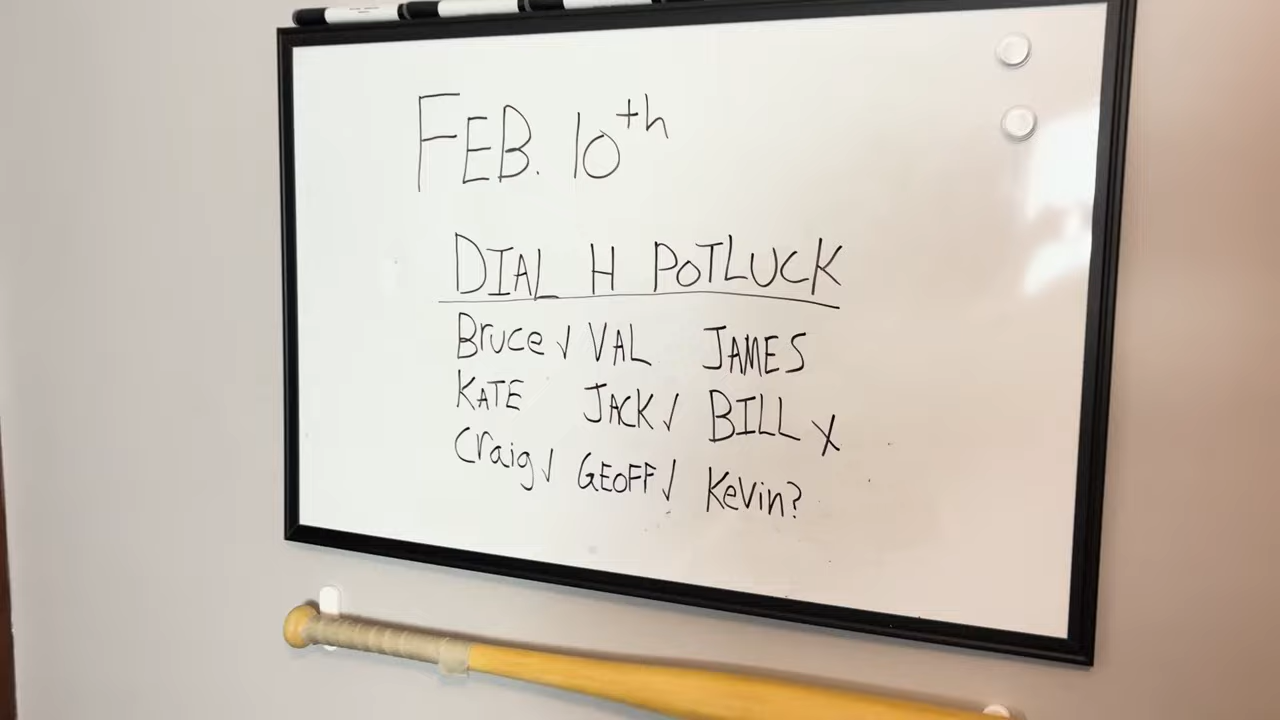 FEB. 10th
DIAL H POTLUCK
Bruce √ VAL JAMES
KATE JACK √ BILL X
Craig √ GEOFF √ Kevin?